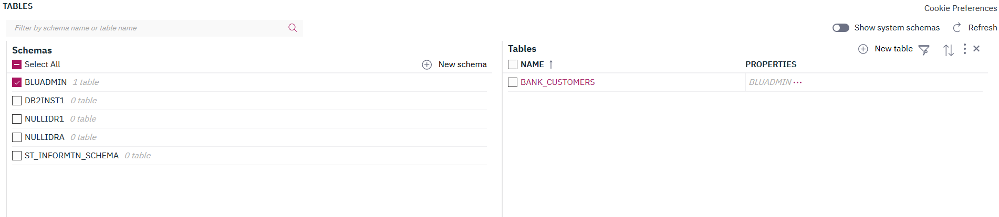 TABLES
Cookie Preferences
Filter by schema name or table name
Show system schemas
Refresh
Schemas
Select All
New schema
BLUADMIN 1 table
DB2INST1 0 table
NULLIDR1 0 table
NULLIDRA 0 table
ST_INFORMTN_SCHEMA 0 table
Tables
New table
NAME
PROPERTIES
BANK_CUSTOMERS
BLUADMIN